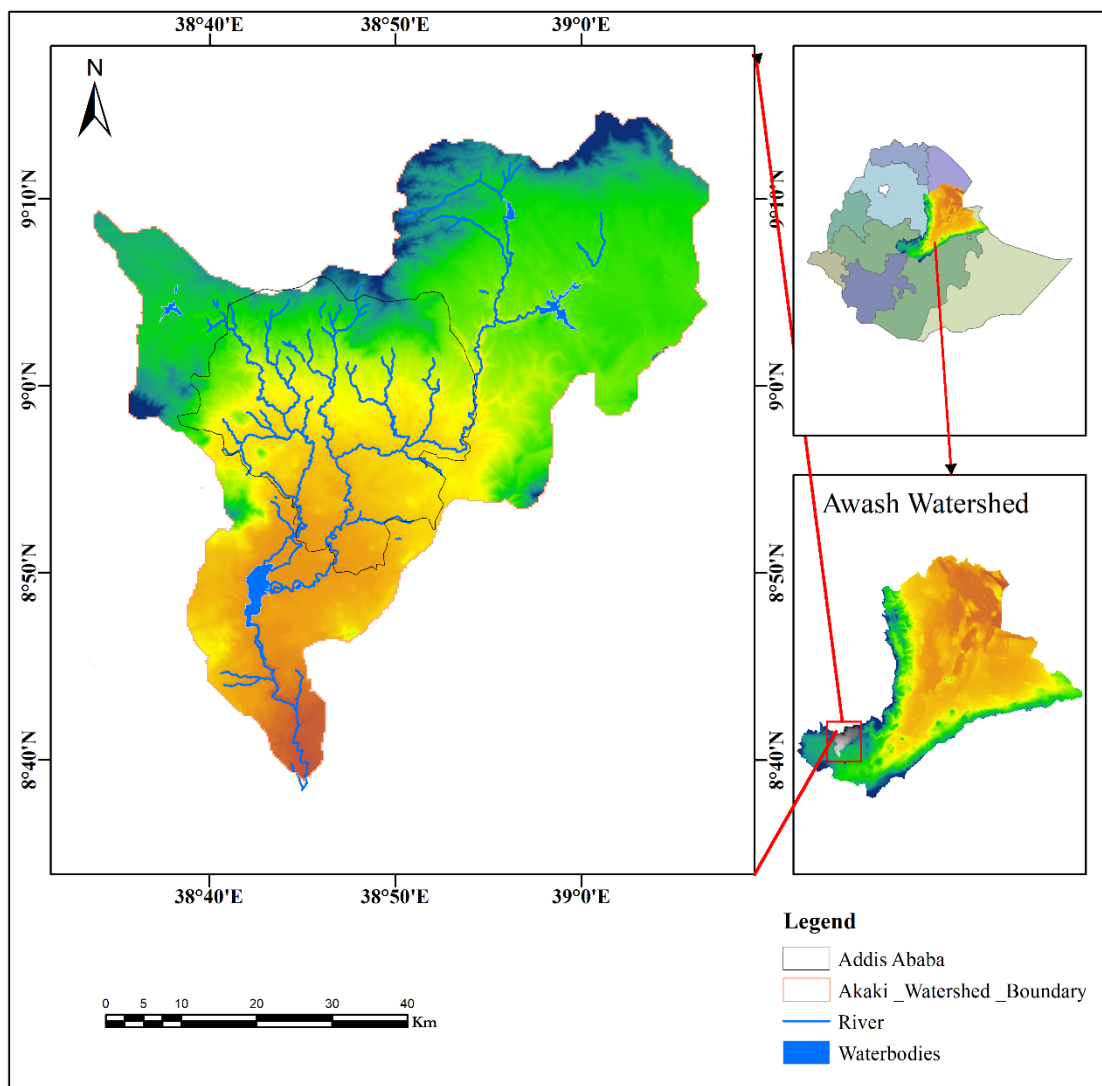 38°40'E 38°50'E 39°0'E
N
9°10'N 9°10'N
9°0'N 9°0'N
8°50'N 8°50'N
8°40'N 8°40'N
38°40'E 38°50'E 39°0'E
Awash Watershed
Legend
Addis Ababa
Akaki _Watershed _Boundary
River
Waterbodies
0 5 10 20 30 40
Km